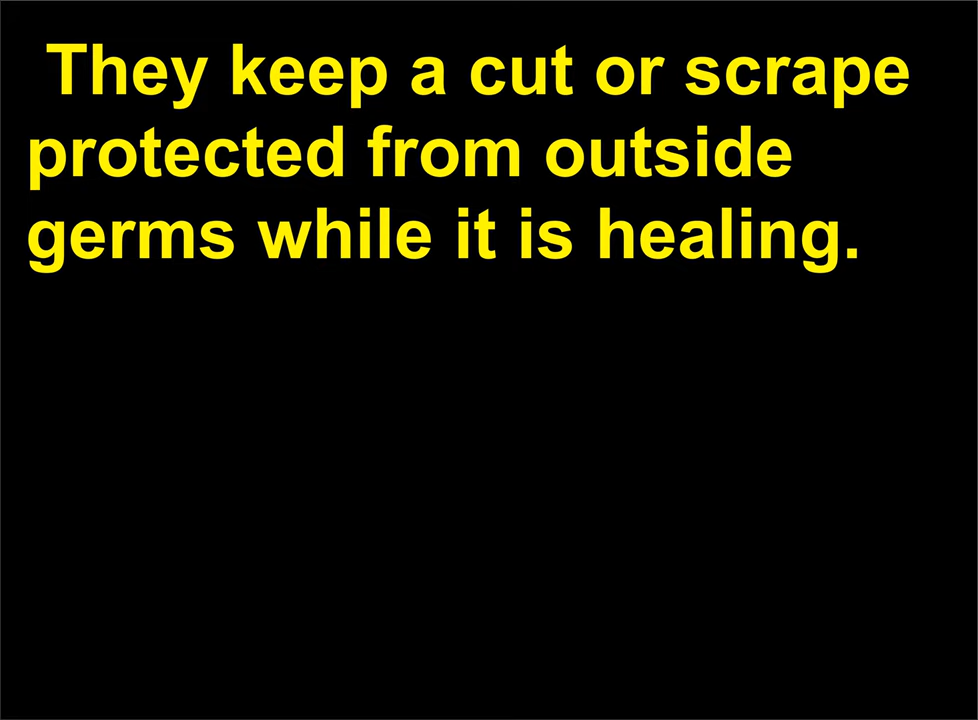 They keep a cut or scrape
protected from outside
germs while it is healing.